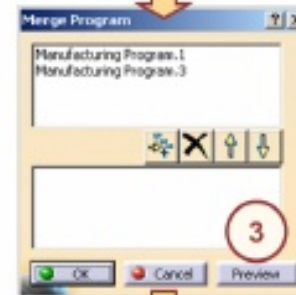 Merge Program
Manufacturing Program.1
Manufacturing Program.3
3
OK Cancel Preview